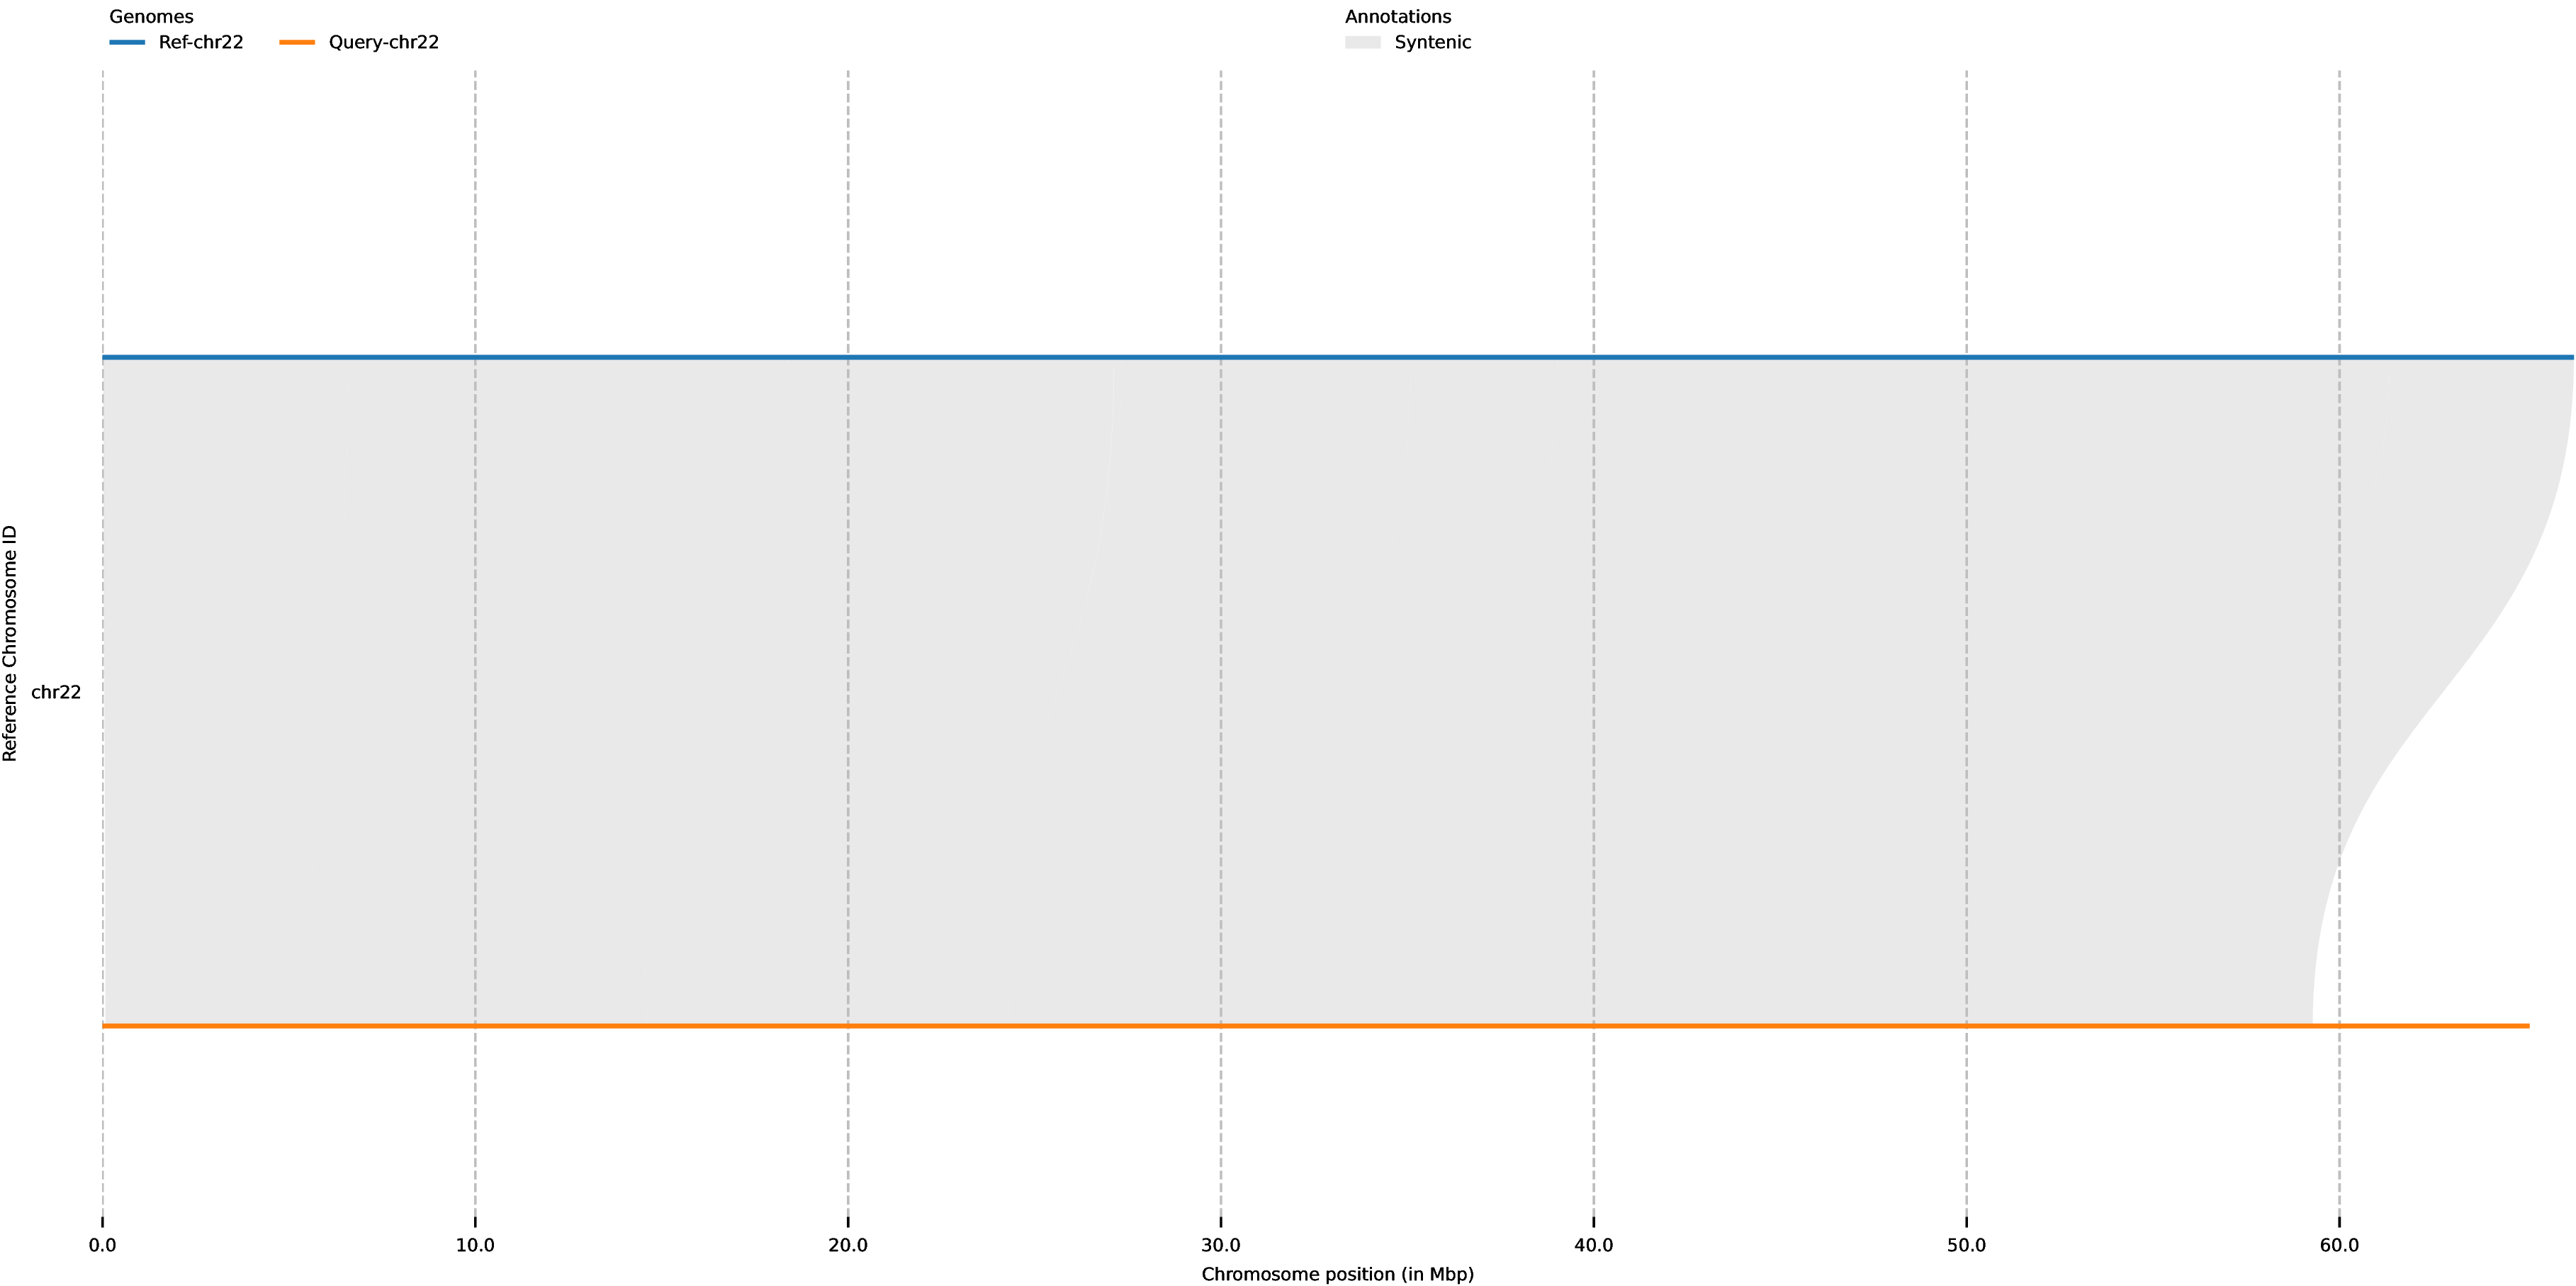 Genomes
Ref-chr22 Query-chr22
Annotations
Syntenic
Reference Chromosome ID
chr22
0.0 10.0 20.0 30.0 40.0 50.0 60.0
Chromosome position (in Mbp)